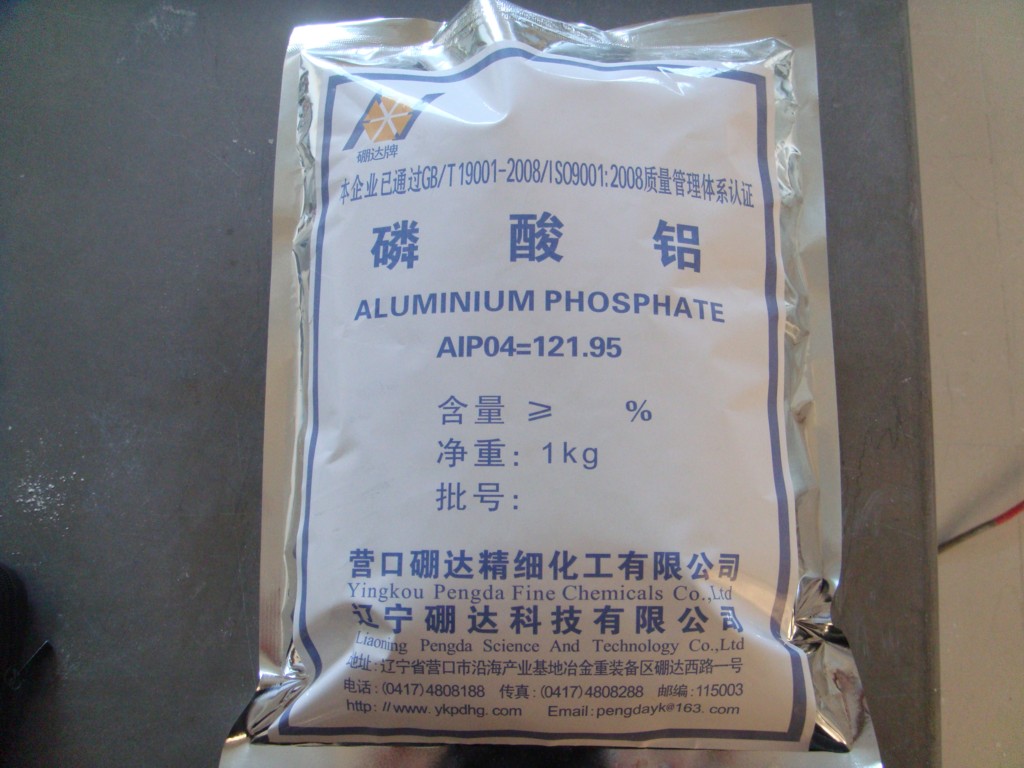 硼达牌
本企业已通过GB/T19001-2008/ISO9001:2008质量管理体系认证
磷 酸 铝
ALUMINIUM PHOSPHATE
AIP04=121.95
含量 ≥ %
净重: 1kg
批号:
营口硼达精细化工有限公司
Yingkou Pengda Fine Chemicals Co.,Ltd
辽宁硼达科技有限公司
Liaoning Pengda Science And Technology Co.,Ltd
地址:辽宁省营口市沿海产业基地冶金重装备区硼达西路一号
电话:(0417)4808188 传真:(0417)4808288 邮编:115003
http://www.ykpdhg.com Email:pengdayk@163.com